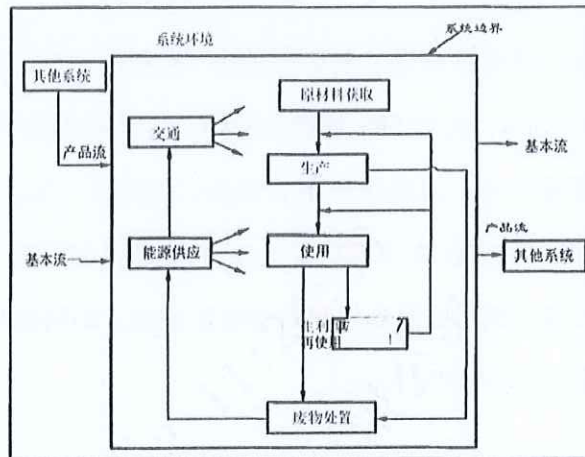 系统环境
系统边界
其他系统
原材料获取
交通
产品流
基本流
生产
产品流
能源供应
使用
其他系统
基本流
再使用
废物处置